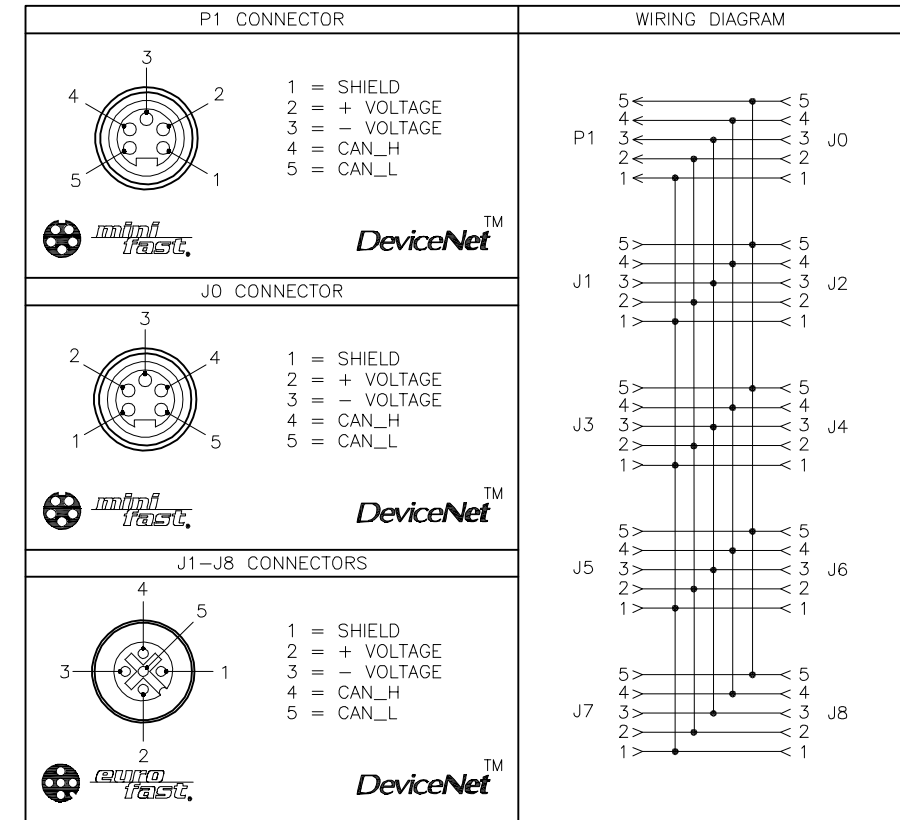 P1 CONNECTOR
3
4
2
5
1
1 = SHIELD
2 = + VOLTAGE
3 = - VOLTAGE
4 = CAN_H
5 = CAN_L
mini
fast.
DeviceNet™
J0 CONNECTOR
3
2
4
1
5
1 = SHIELD
2 = + VOLTAGE
3 = - VOLTAGE
4 = CAN_H
5 = CAN_L
mini
fast.
DeviceNet™
J1-J8 CONNECTORS
4
5
3
1
2
1 = SHIELD
2 = + VOLTAGE
3 = - VOLTAGE
4 = CAN_H
5 = CAN_L
euro
fast.
DeviceNet™
WIRING DIAGRAM
5 5
4 4
P1 3 3 J0
2 2
1 1
5 5
4 4
J1 3 3 J2
2 2
1 1
5 5
4 4
J3 3 3 J4
2 2
1 1
5 5
4 4
J5 3 3 J6
2 2
1 1
5 5
4 4
J7 3 3 J8
2 2
1 1